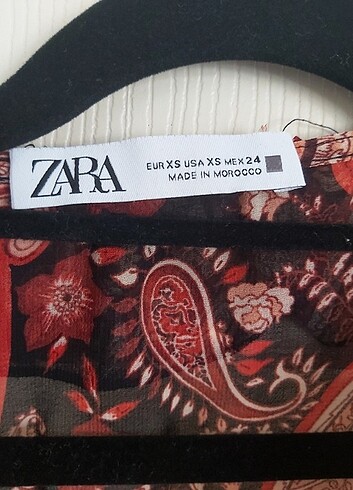 ZARA
EUR XS USA XS MEX 24
MADE IN MOROCCO